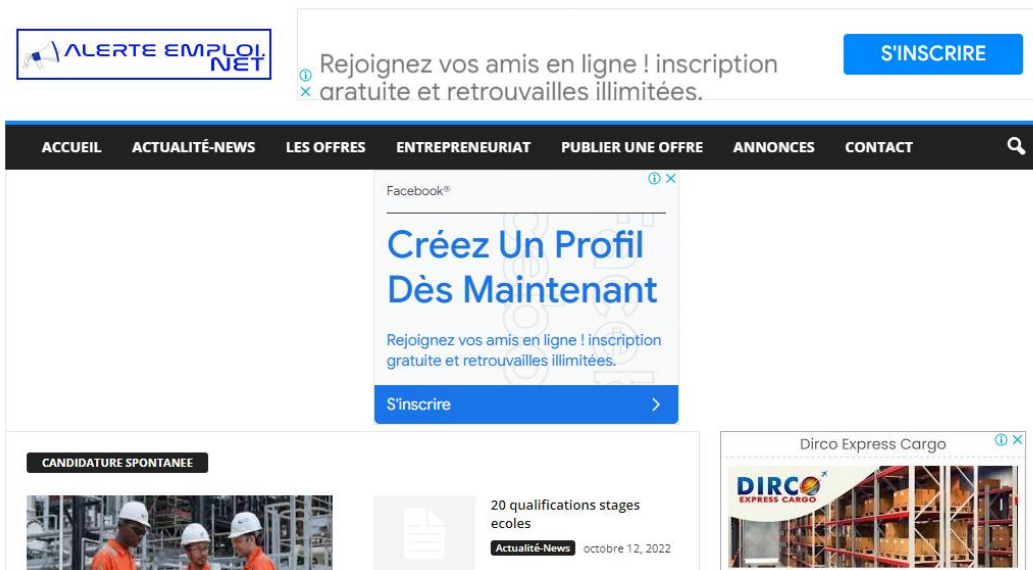 ALERTE EMPLOI.
NET
Rejoignez vos amis en ligne ! inscription
gratuite et retrouvailles illimitées.
S'INSCRIRE
ACCUEIL ACTUALITÉ-NEWS LES OFFRES ENTREPRENEURIAT PUBLIER UNE OFFRE ANNONCES CONTACT
Facebook®
Créez Un Profil
Dès Maintenant
Rejoignez vos amis en ligne ! inscription
gratuite et retrouvailles illimitées.
S'inscrire
CANDIDATURE SPONTANEE
20 qualifications stages
ecoles
Actualité-News octobre 12, 2022
Dirco Express Cargo
DIRCO
EXPRESS CARGO